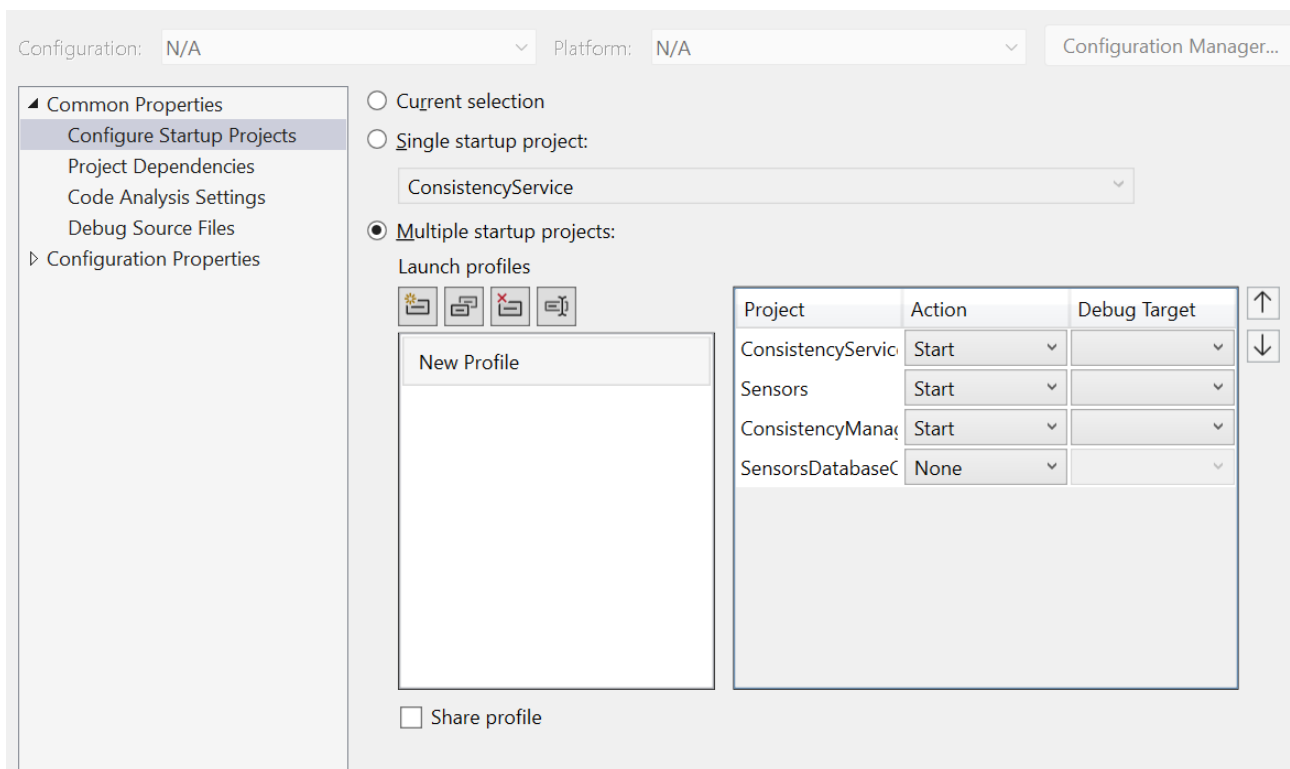 Configuration: N/A Platform: N/A Configuration Manager...
Common Properties
Configure Startup Projects
Project Dependencies
Code Analysis Settings
Debug Source Files
Configuration Properties
Current selection
Single startup project:
ConsistencyService
Multiple startup projects:
Launch profiles
New Profile
Project Action Debug Target
ConsistencyServic Start
Sensors Start
ConsistencyManag Start
SensorsDatabaseC None
Share profile